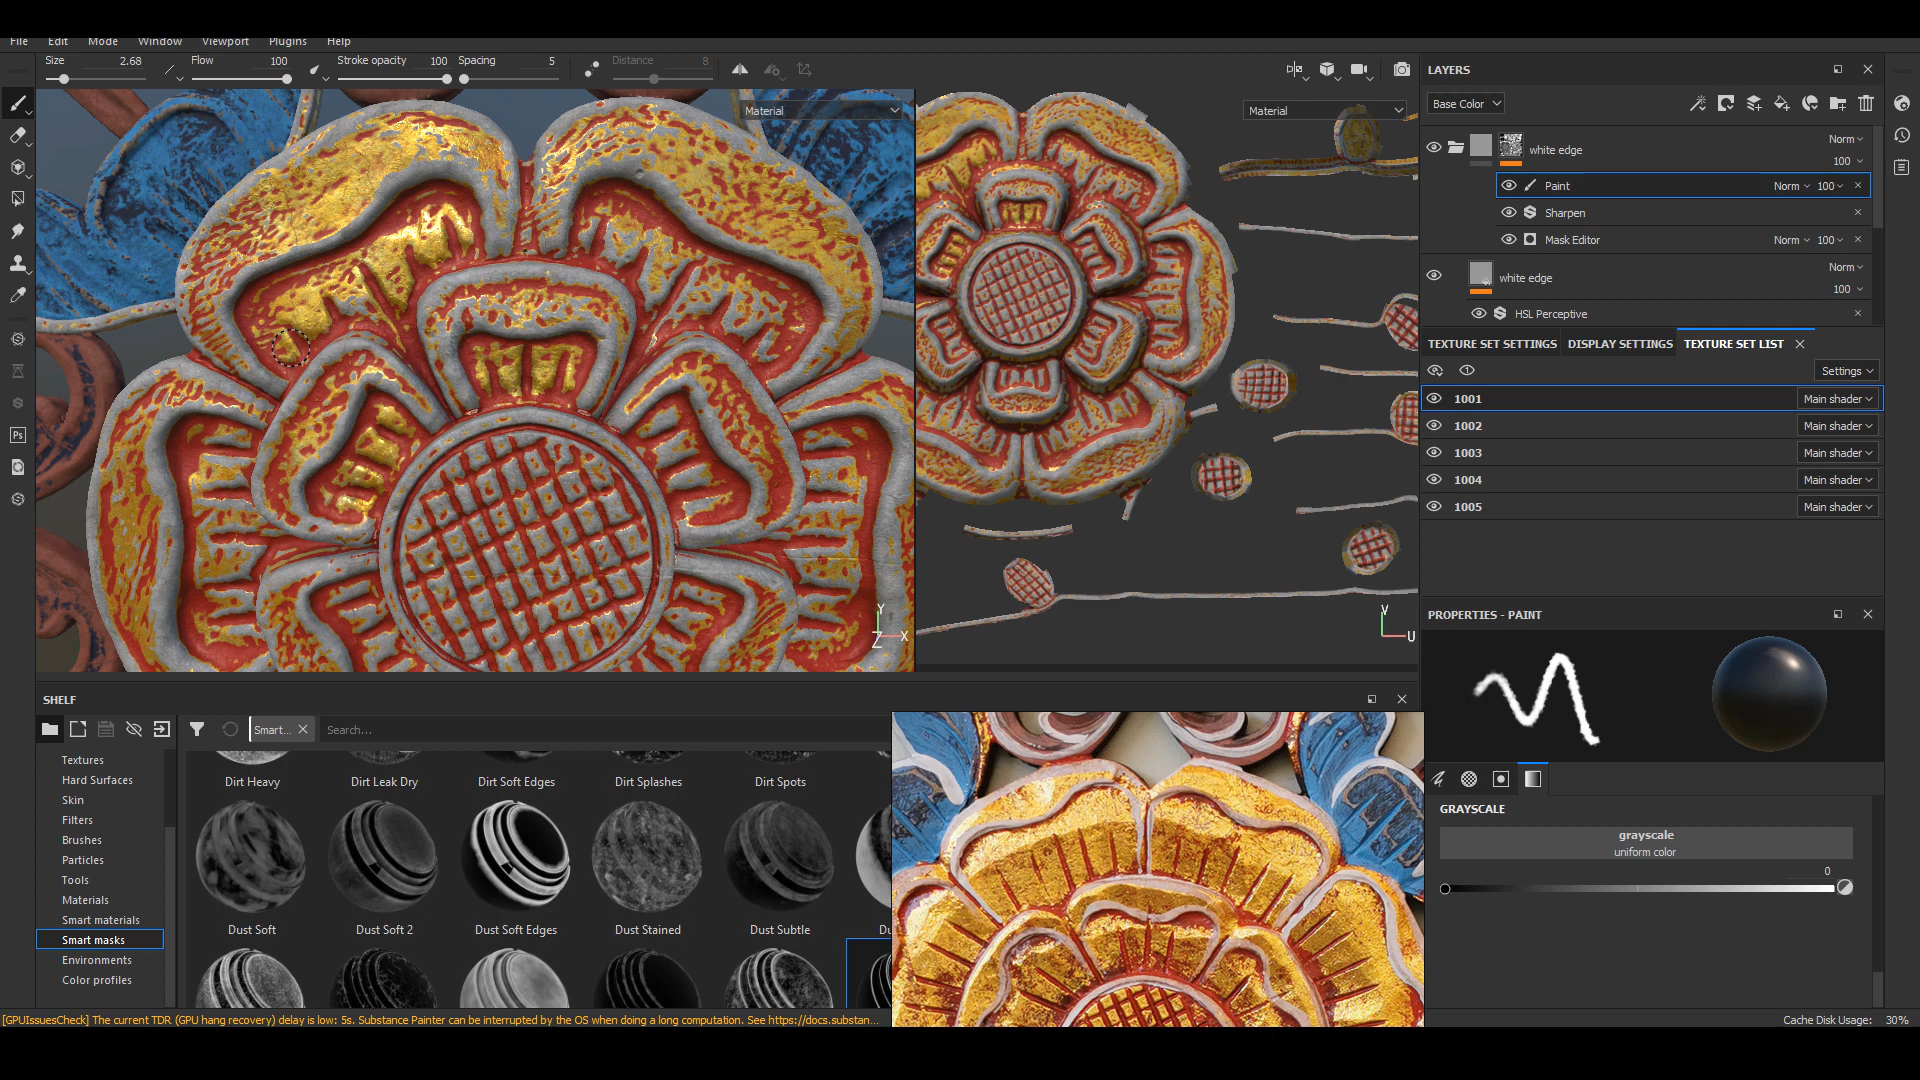 File Edit Mode Window Viewport Plugins Help
Size 2.68 Flow 100 Stroke opacity 100 Spacing 5 Distance 8
Material
Material
Y
Z X
V
U
LAYERS
Base Color
white edge Norm
100
Paint Norm 100
Sharpen
Mask Editor Norm 100
white edge Norm
100
HSL Perceptive
TEXTURE SET SETTINGS DISPLAY SETTINGS TEXTURE SET LIST
Settings
1001 Main shader
1002 Main shader
1003 Main shader
1004 Main shader
1005 Main shader
PROPERTIES - PAINT
GRAYSCALE
grayscale
uniform color
0
Ps
SHELF
Smart... Search...
Textures
Hard Surfaces
Skin
Filters
Brushes
Particles
Tools
Materials
Smart materials
Smart masks
Environments
Color profiles
Dirt Heavy Dirt Leak Dry Dirt Soft Edges Dirt Splashes Dirt Spots
Dust Soft Dust Soft 2 Dust Soft Edges Dust Stained Dust Subtle Du
[GPUIssuesCheck] The current TDR (GPU hang recovery) delay is low: 5s. Substance Painter can be interrupted by the OS when doing a long computation. See https://docs.substan...
Cache Disk Usage: 30%